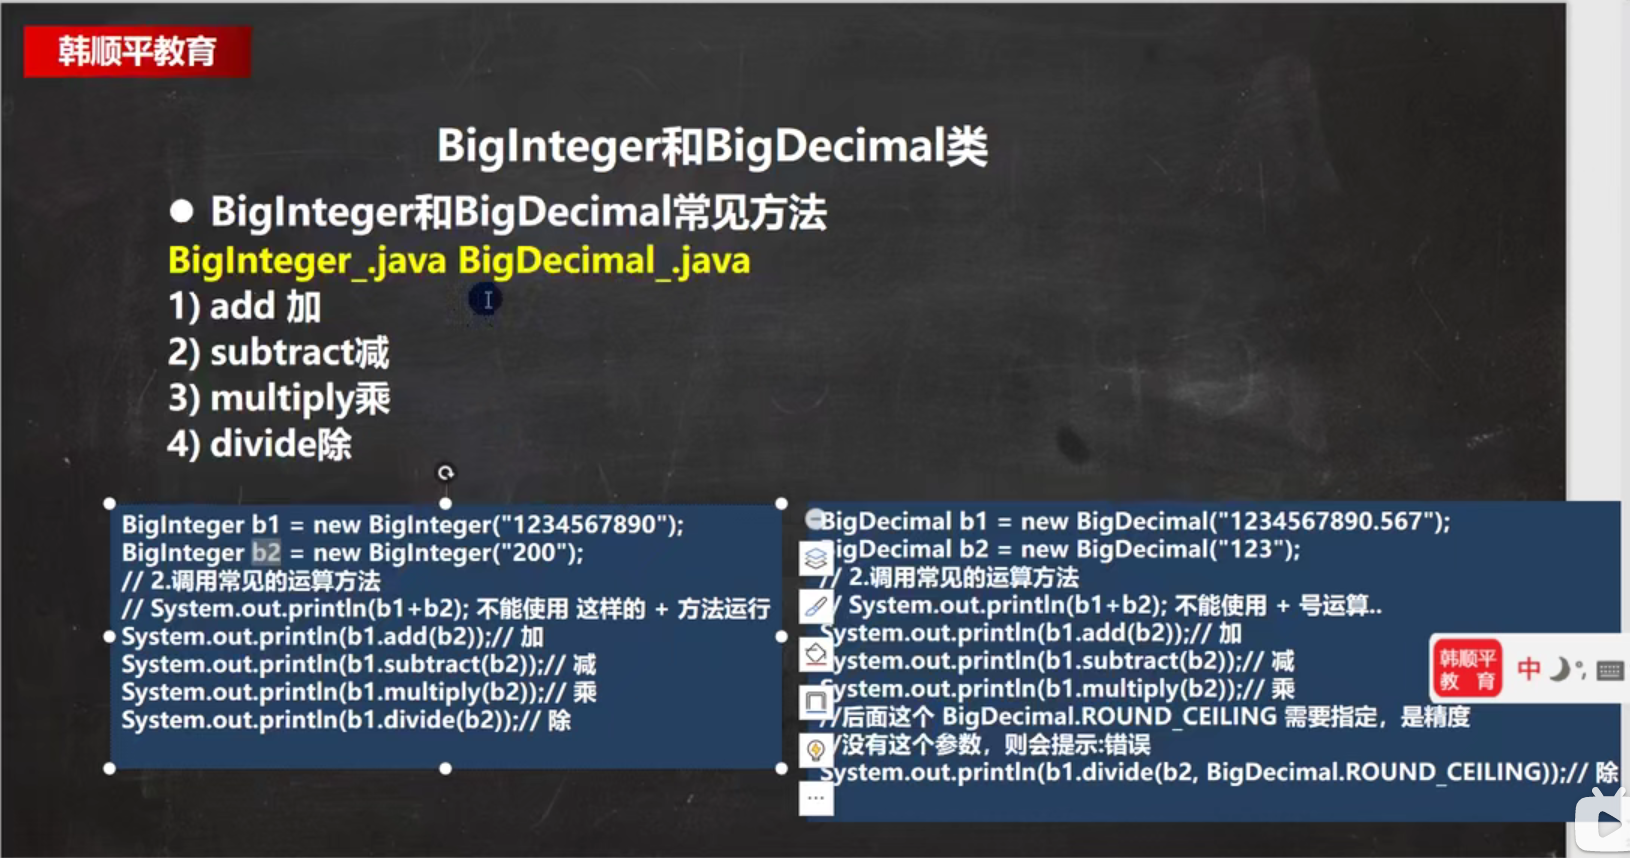 韩顺平教育
BigInteger和BigDecimal类
● BigInteger和BigDecimal常见方法
BigInteger_.java BigDecimal_.java
1) add 加
2) subtract减
3) multiply乘
4) divide除
BigInteger b1 = new BigInteger("1234567890");
BigInteger b2 = new BigInteger("200");
// 2.调用常见的运算方法
// System.out.println(b1+b2); 不能使用 这样的 + 方法运行
System.out.println(b1.add(b2));// 加
System.out.println(b1.subtract(b2));// 减
System.out.println(b1.multiply(b2));// 乘
System.out.println(b1.divide(b2));// 除
BigDecimal b1 = new BigDecimal("1234567890.567");
BigDecimal b2 = new BigDecimal("123");
// 2.调用常见的运算方法
// System.out.println(b1+b2); 不能使用 + 号运算..
System.out.println(b1.add(b2));// 加
System.out.println(b1.subtract(b2));// 减
System.out.println(b1.multiply(b2));// 乘
//后面这个 BigDecimal.ROUND_CEILING 需要指定，是精度
//没有这个参数，则会提示:错误
System.out.println(b1.divide(b2, BigDecimal.ROUND_CEILING));// 除
韩顺平
教 育
中